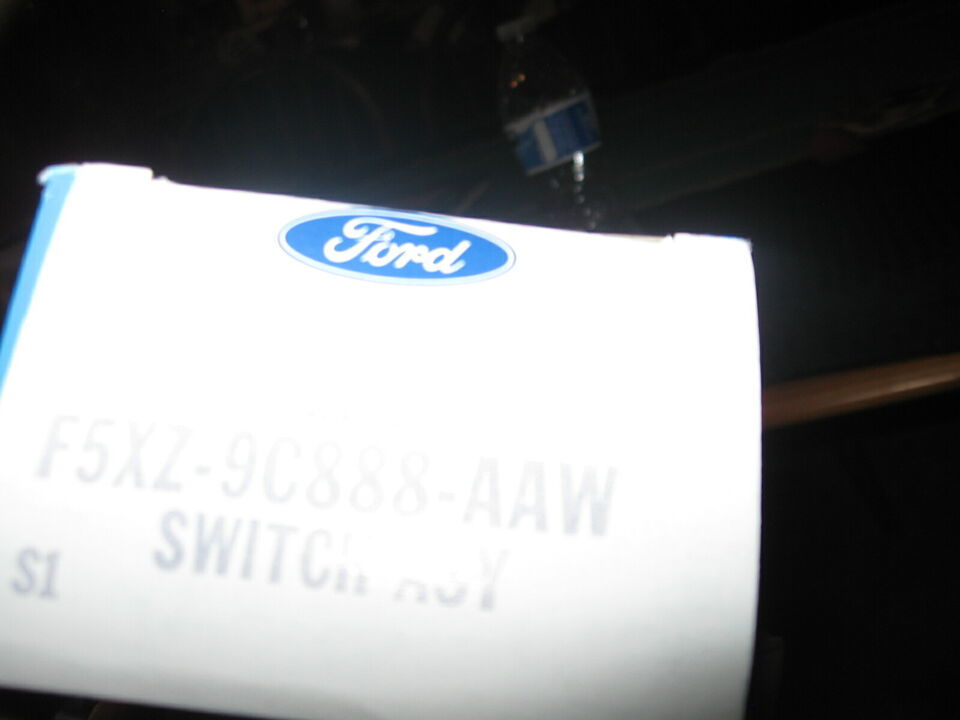 Ford
F5XZ-9C888-AAW
SWITCH ASY
S1